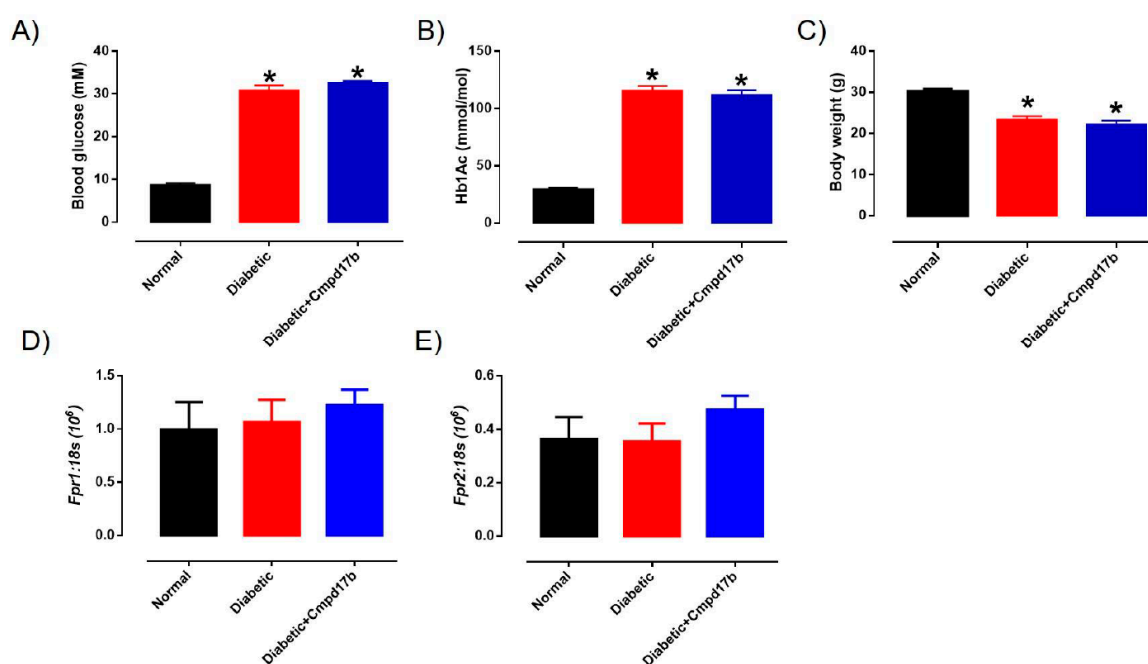 A)
Blood glucose (mM)
40
30
20
10
0
*
*
Normal
Diabetic
Diabetic+Cmpd17b
B)
Hb1Ac (mmol/mol)
150
100
50
0
*
*
Normal
Diabetic
Diabetic+Cmpd17b
C)
Body weight (g)
40
30
20
10
0
*
*
Normal
Diabetic
Diabetic+Cmpd17b
D)
Fpr1:18s (10⁶)
1.5
1.0
0.5
0.0
Normal
Diabetic
Diabetic+Cmpd17b
E)
Fpr2:18s (10⁶)
0.6
0.4
0.2
0.0
Normal
Diabetic
Diabetic+Cmpd17b